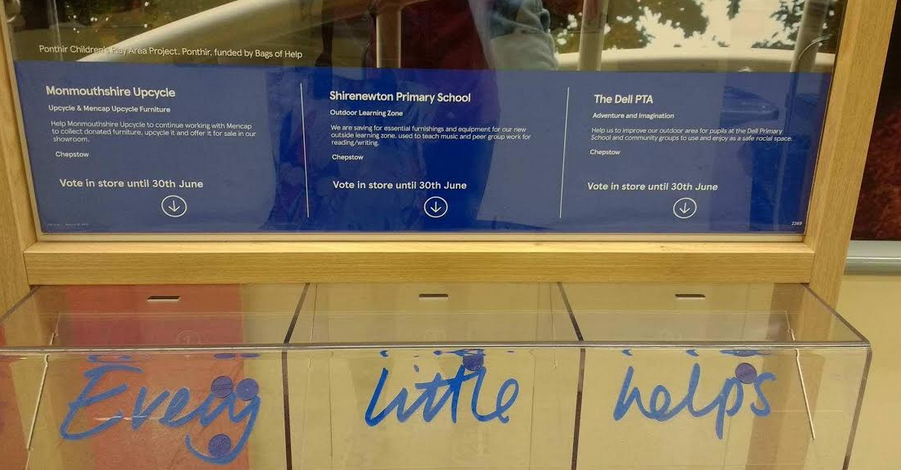 Ponthir Children's Play Area Project, Ponthir, funded by Bags of Help
Monmouthshire Upcycle
Upcycle & Mencap Upcycle Furniture
Help Monmouthshire Upcycle to continue working with Mencap
to collect donated furniture, upcycle it and offer it for sale in our
showroom.
Chepstow
Vote in store until 30th June
Shirenewton Primary School
Outdoor Learning Zone
We are saving for essential furnishings and equipment for our new
outside learning zone, used to teach music and peer group work for
reading/writing.
Chepstow
Vote in store until 30th June
The Dell PTA
Adventure and Imagination
Help us to improve our outdoor area for pupils at the Dell Primary
School and community groups to use and enjoy as a safe racial space.
Chepstow
Vote in store until 30th June
2369
Every little helps